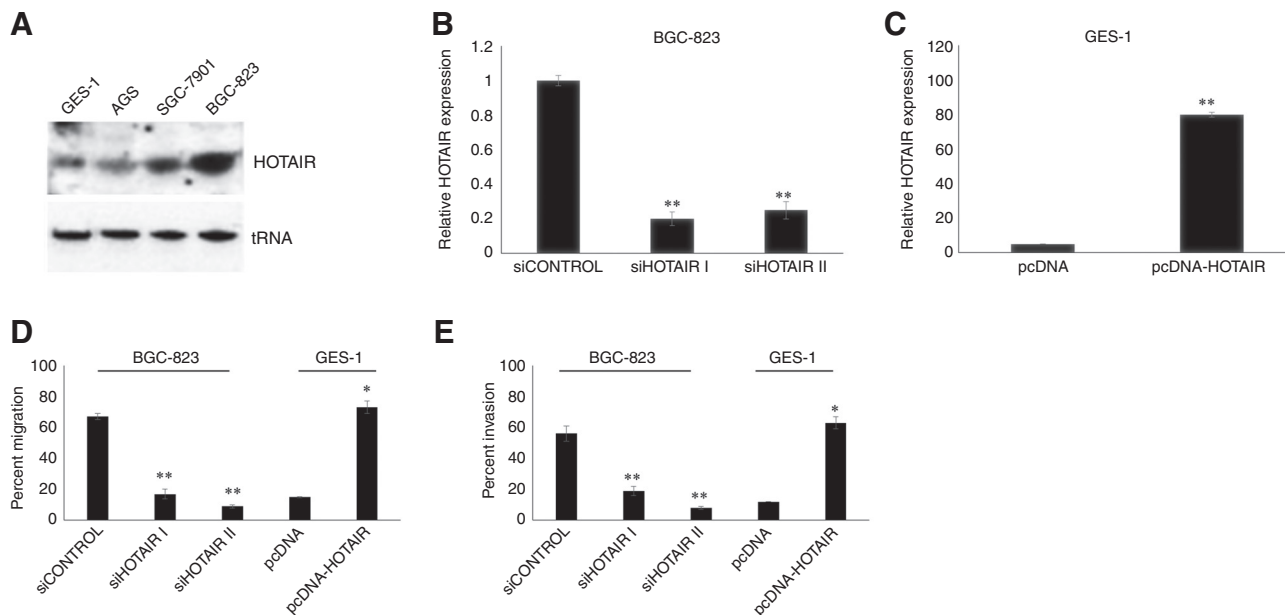 A
GES-1
AGS
SGC-7901
BGC-823
HOTAIR
tRNA
B
BGC-823
Relative HOTAIR expression
1.2
1
0.8
0.6
0.4
0.2
0
**
**
siCONTROL
siHOTAIR I
siHOTAIR II
C
GES-1
Relative HOTAIR expression
120
100
80
60
40
20
0
**
pcDNA
pcDNA-HOTAIR
D
BGC-823
GES-1
Percent migration
100
80
60
40
20
0
**
**
*
siCONTROL
siHOTAIR I
siHOTAIR II
pcDNA
pcDNA-HOTAIR
E
BGC-823
GES-1
Percent invasion
100
80
60
40
20
0
**
**
*
siCONTROL
siHOTAIR I
siHOTAIR II
pcDNA
pcDNA-HOTAIR